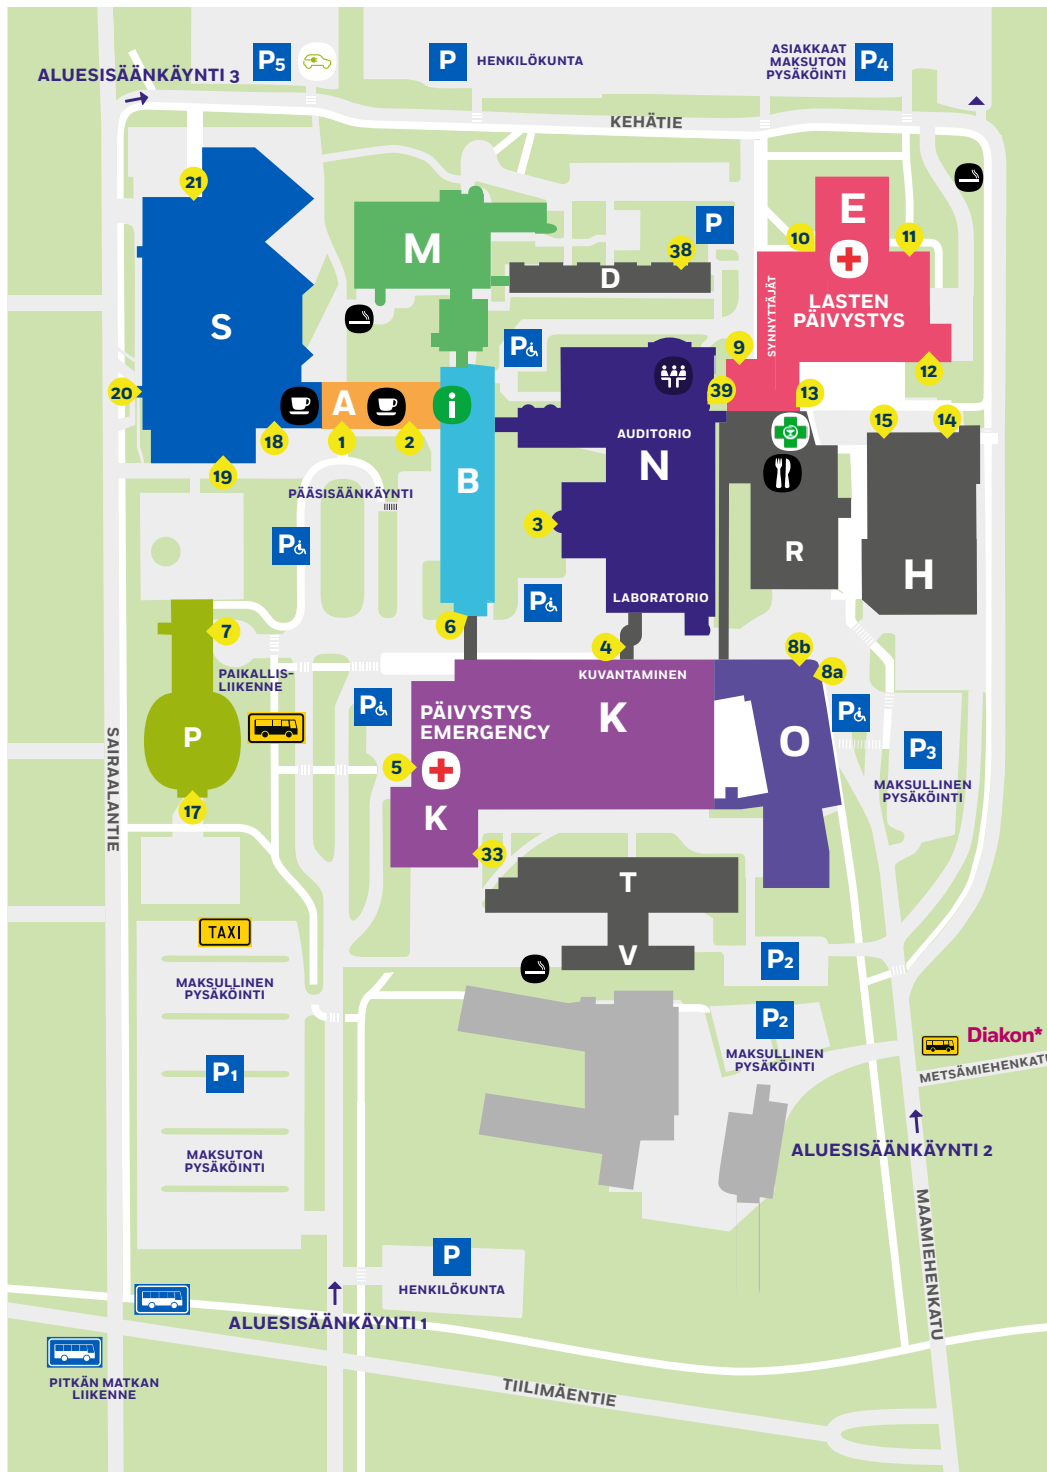 ALUESISÄÄNKÄYNTI 3
P5
P
HENKILÖKUNTA
ASIAKKAAT
MAKSUTON
PYSÄKÖINTI
P4
KEHÄTIE
21
S
M
P
38
D
10
E
11
SYNNYTTÄJÄT
LASTEN
PÄIVYSTYS
P
9
39
12
13
20
18
A
1
2
i
19
PÄÄSISÄÄNKÄYNTI
B
AUDITORIO
N
3
15
14
R
H
P
P
LABORATORIO
6
4
7
8b
8a
PAIKALLIS-
LIIKENNE
P
KUVANTAMINEN
PÄIVYSTYS
EMERGENCY
K
P
O
P3
MAKSULLINEN
PYSÄKÖINTI
P
5
17
K
33
SAIRAALANTIE
T
V
TAXI
MAKSULLINEN
PYSÄKÖINTI
P2
P2
MAKSULLINEN
PYSÄKÖINTI
P1
Diakon*
METSÄMIEHENKATU
MAKSUTON
PYSÄKÖINTI
ALUESISÄÄNKÄYNTI 2
MAAMIEHENKATU
P
HENKILÖKUNTA
ALUESISÄÄNKÄYNTI 1
PITKÄN MATKAN
LIIKENNE
TIILIMÄENTIE